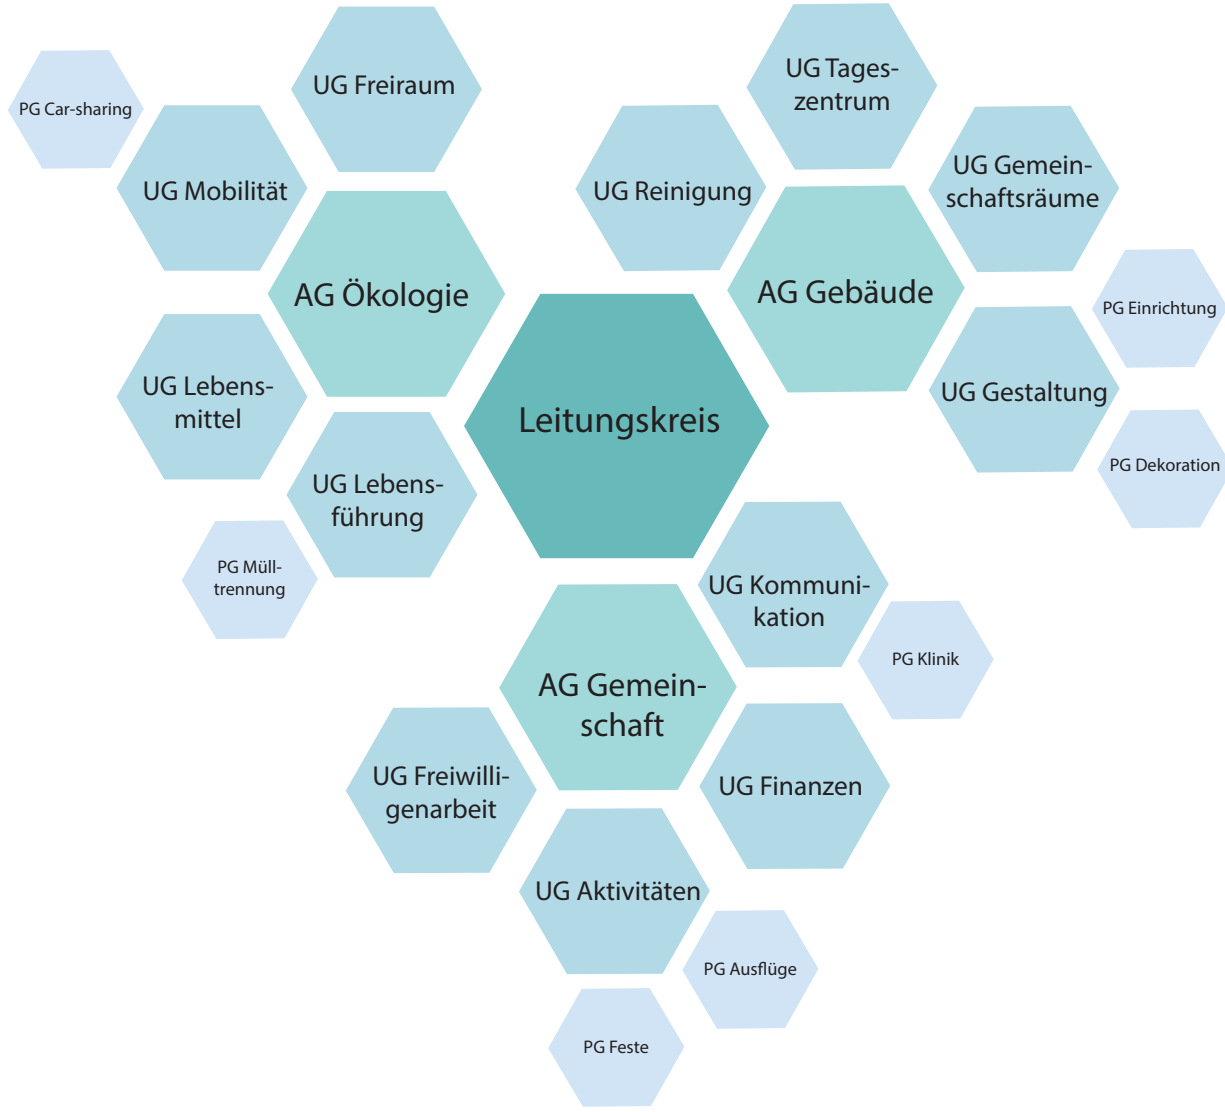 UG Freiraum
PG Car-sharing
UG Mobilität
AG Ökologie
UG Lebens-
mittel
UG Lebens-
führung
PG Müll-
trennung
UG Tages-
zentrum
UG Reinigung
UG Gemein-
schaftsräume
AG Gebäude
PG Einrichtung
UG Gestaltung
PG Dekoration
Leitungskreis
UG Kommuni-
kation
PG Klinik
AG Gemein-
schaft
UG Freiwilli-
genarbeit
UG Finanzen
UG Aktivitäten
PG Ausflüge
PG Feste